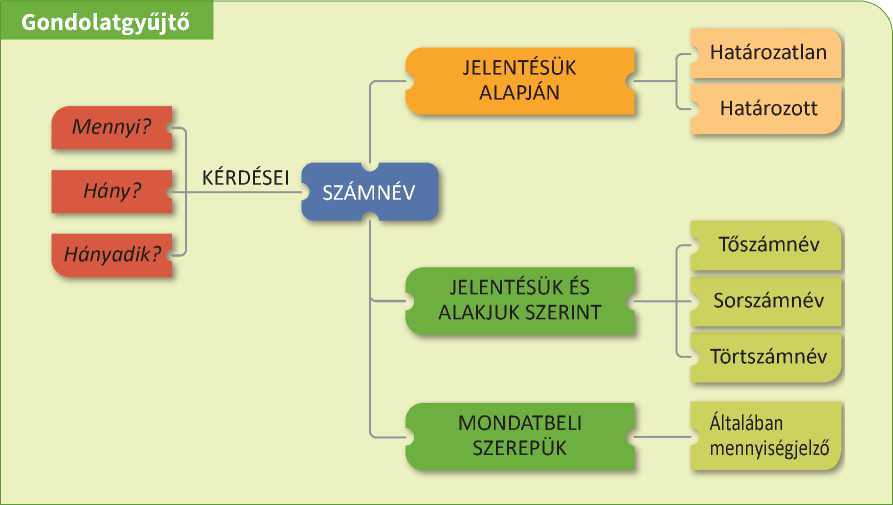 Gondolatgyűjtő
Mennyi?
Hány?
Hányadik?
KÉRDÉSEI
SZÁMNÉV
JELENTÉSÜK
ALAPJÁN
Határozatlan
Határozott
JELENTÉSÜK ÉS
ALAKJUK SZERINT
Tőszámnév
Sorszámnév
Törtszámnév
MONDATBELI
SZEREPÜK
Általában
mennyiségjelző